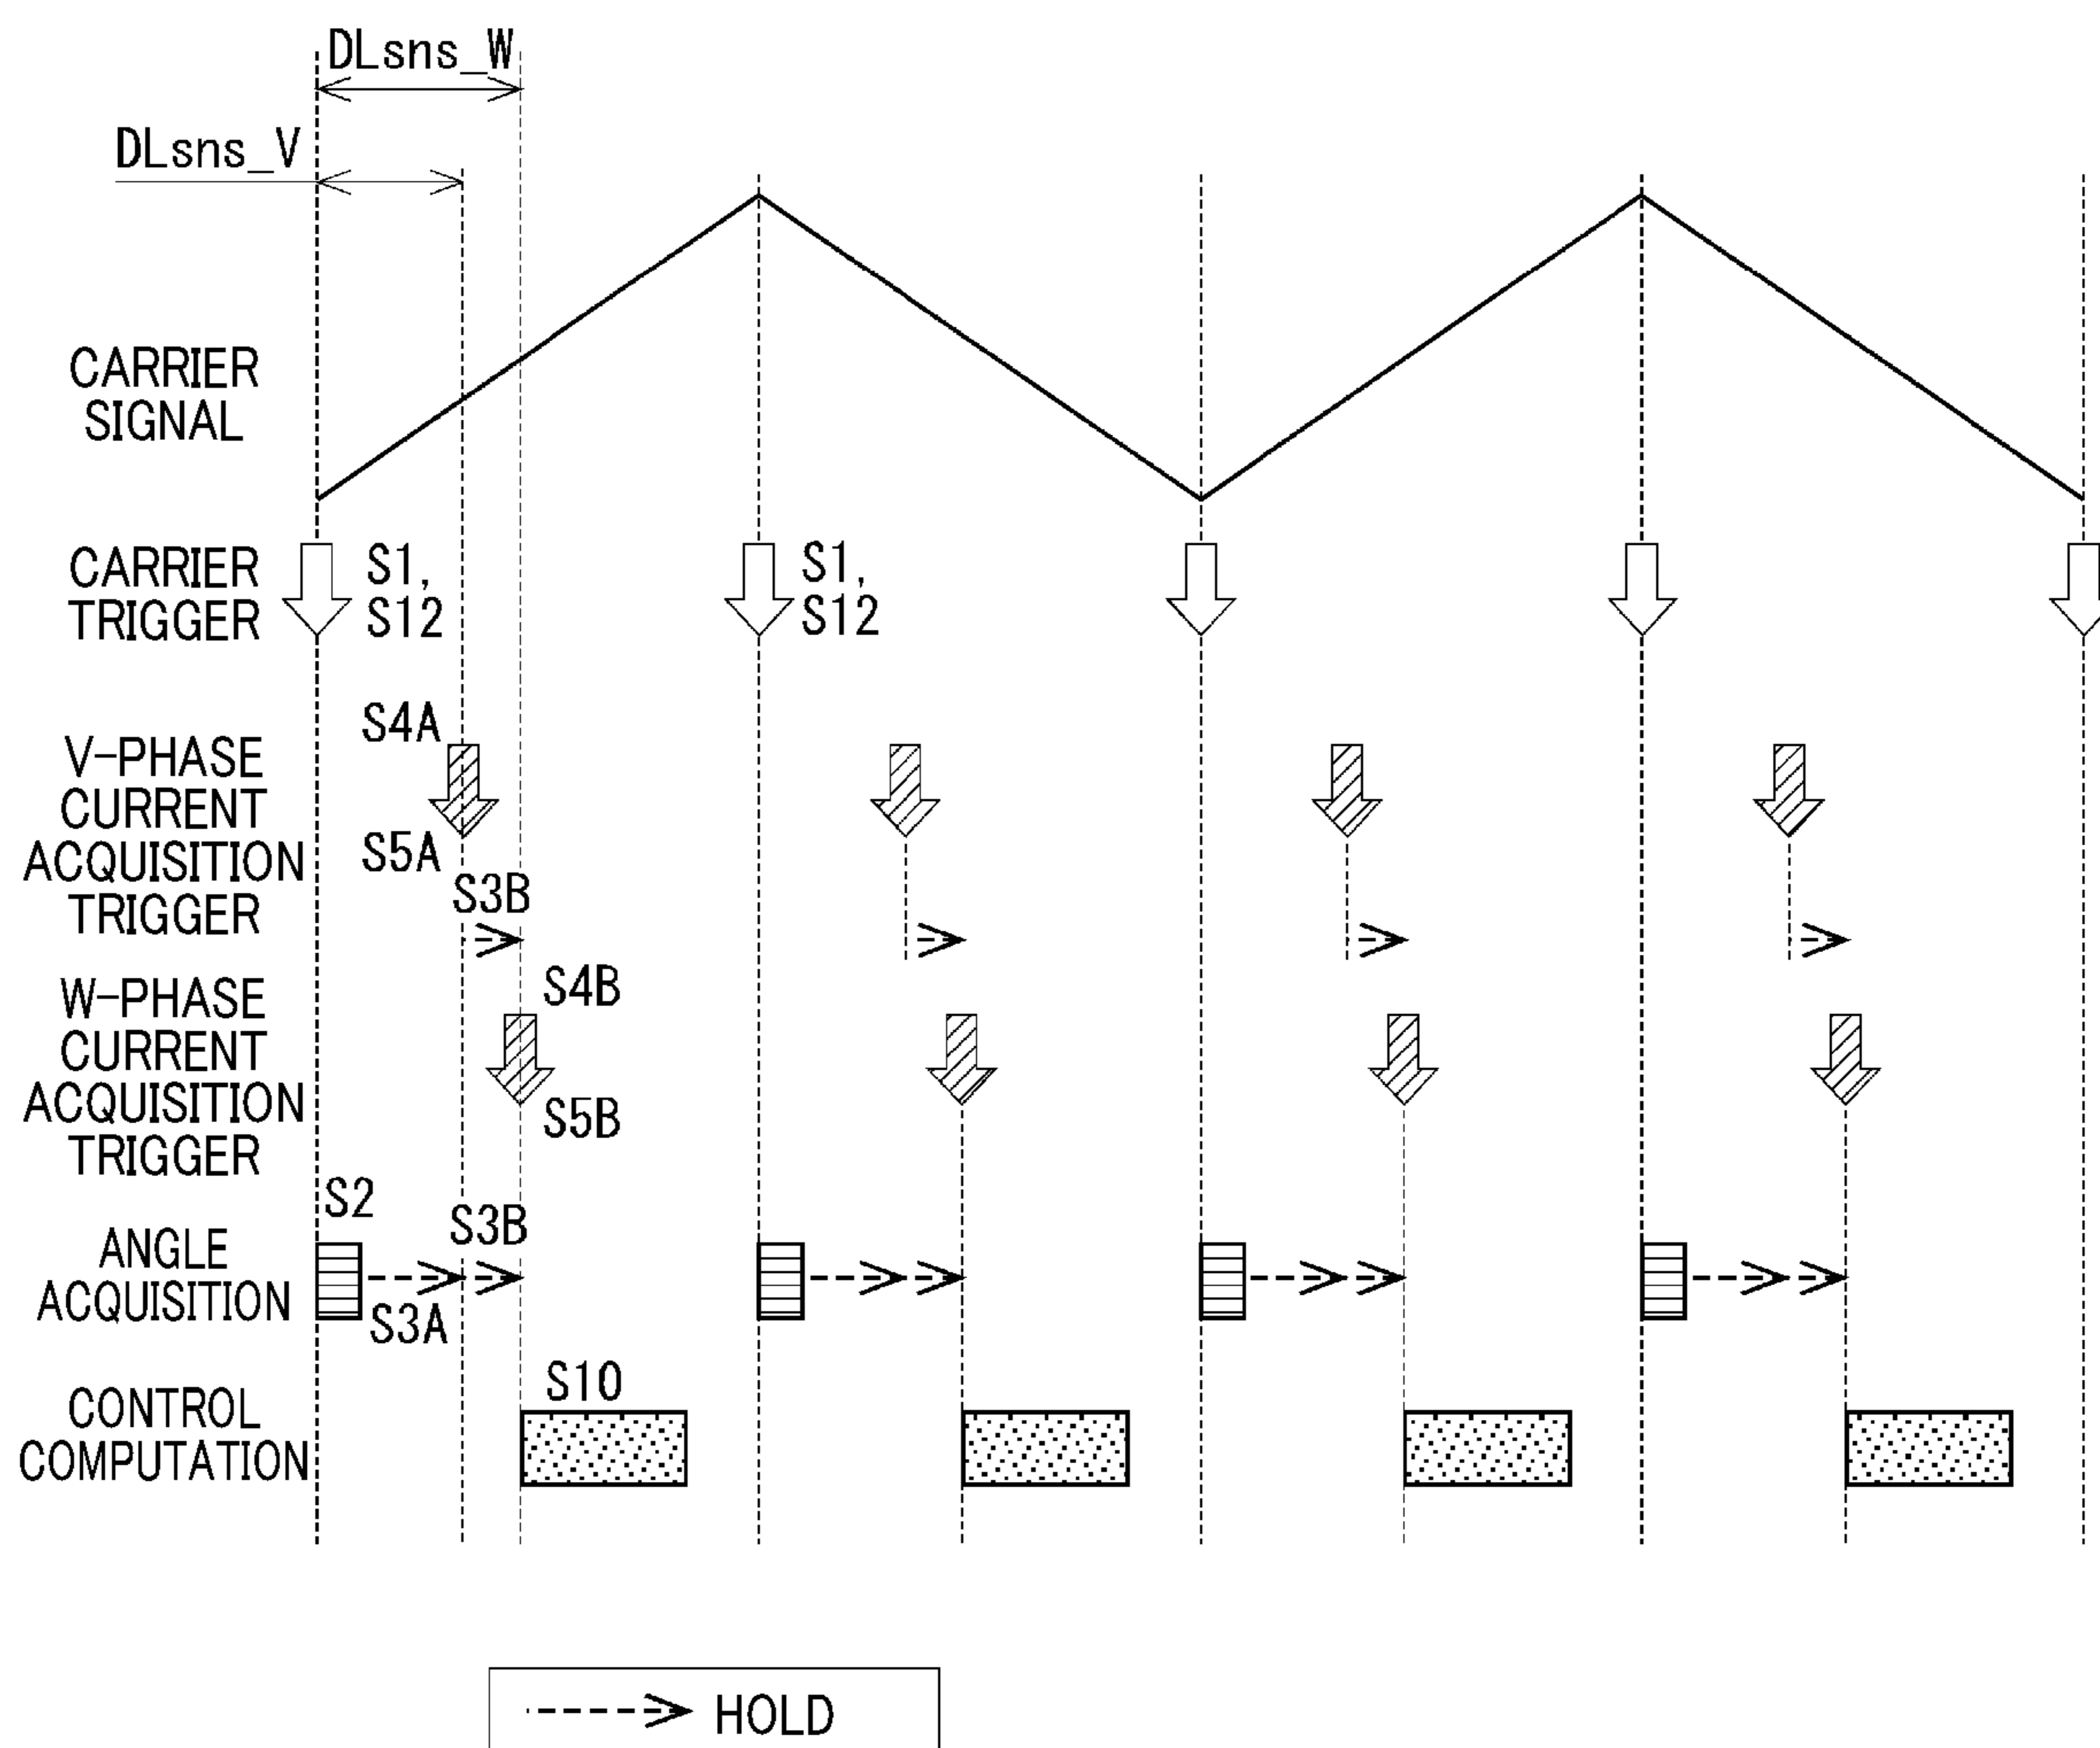 DLsns_W
DLsns_V
CARRIER
SIGNAL
CARRIER
TRIGGER
S1,
S12
S1,
S12
V-PHASE
CURRENT
ACQUISITION
TRIGGER
S4A
S5A
S3B
W-PHASE
CURRENT
ACQUISITION
TRIGGER
S4B
S5B
ANGLE
ACQUISITION
S2
S3B
S3A
CONTROL
COMPUTATION
S10
HOLD